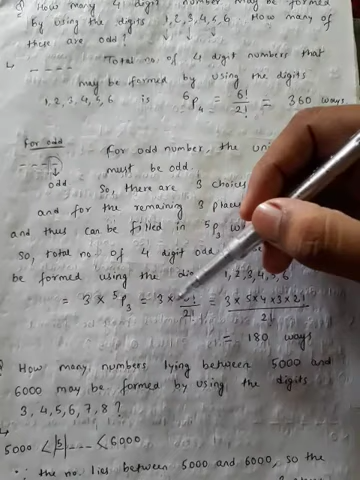 How many 4 digit number may be formed
by using the digits 1,2,3,4,5,6. How many of
these are odd?
Total no. of 4 digit numbers that
may be formed by using the digits
1,2,3,4,5,6 is ⁶P₄ = 6!/2! = 360 ways
For odd
For odd number, the
odd
must be odd.
So, there are 3 choices
and for the remaining 3 places
and thus can be filled in ⁵P₃
So, total no. of 4 digit odd
be formed using the 1,2,3,4,5,6
= 3 × ⁵P₃ = 3 × 5!/2! = 3×5×4×3×2!/2!
= 180 ways
How many numbers lying between 5000 and
6000 may be formed by using the digits
3, 4, 5, 6, 7, 8 ?
5000 < |5| _ _ _ < 6000
∵ the no. lies between 5000 and 6000, so the